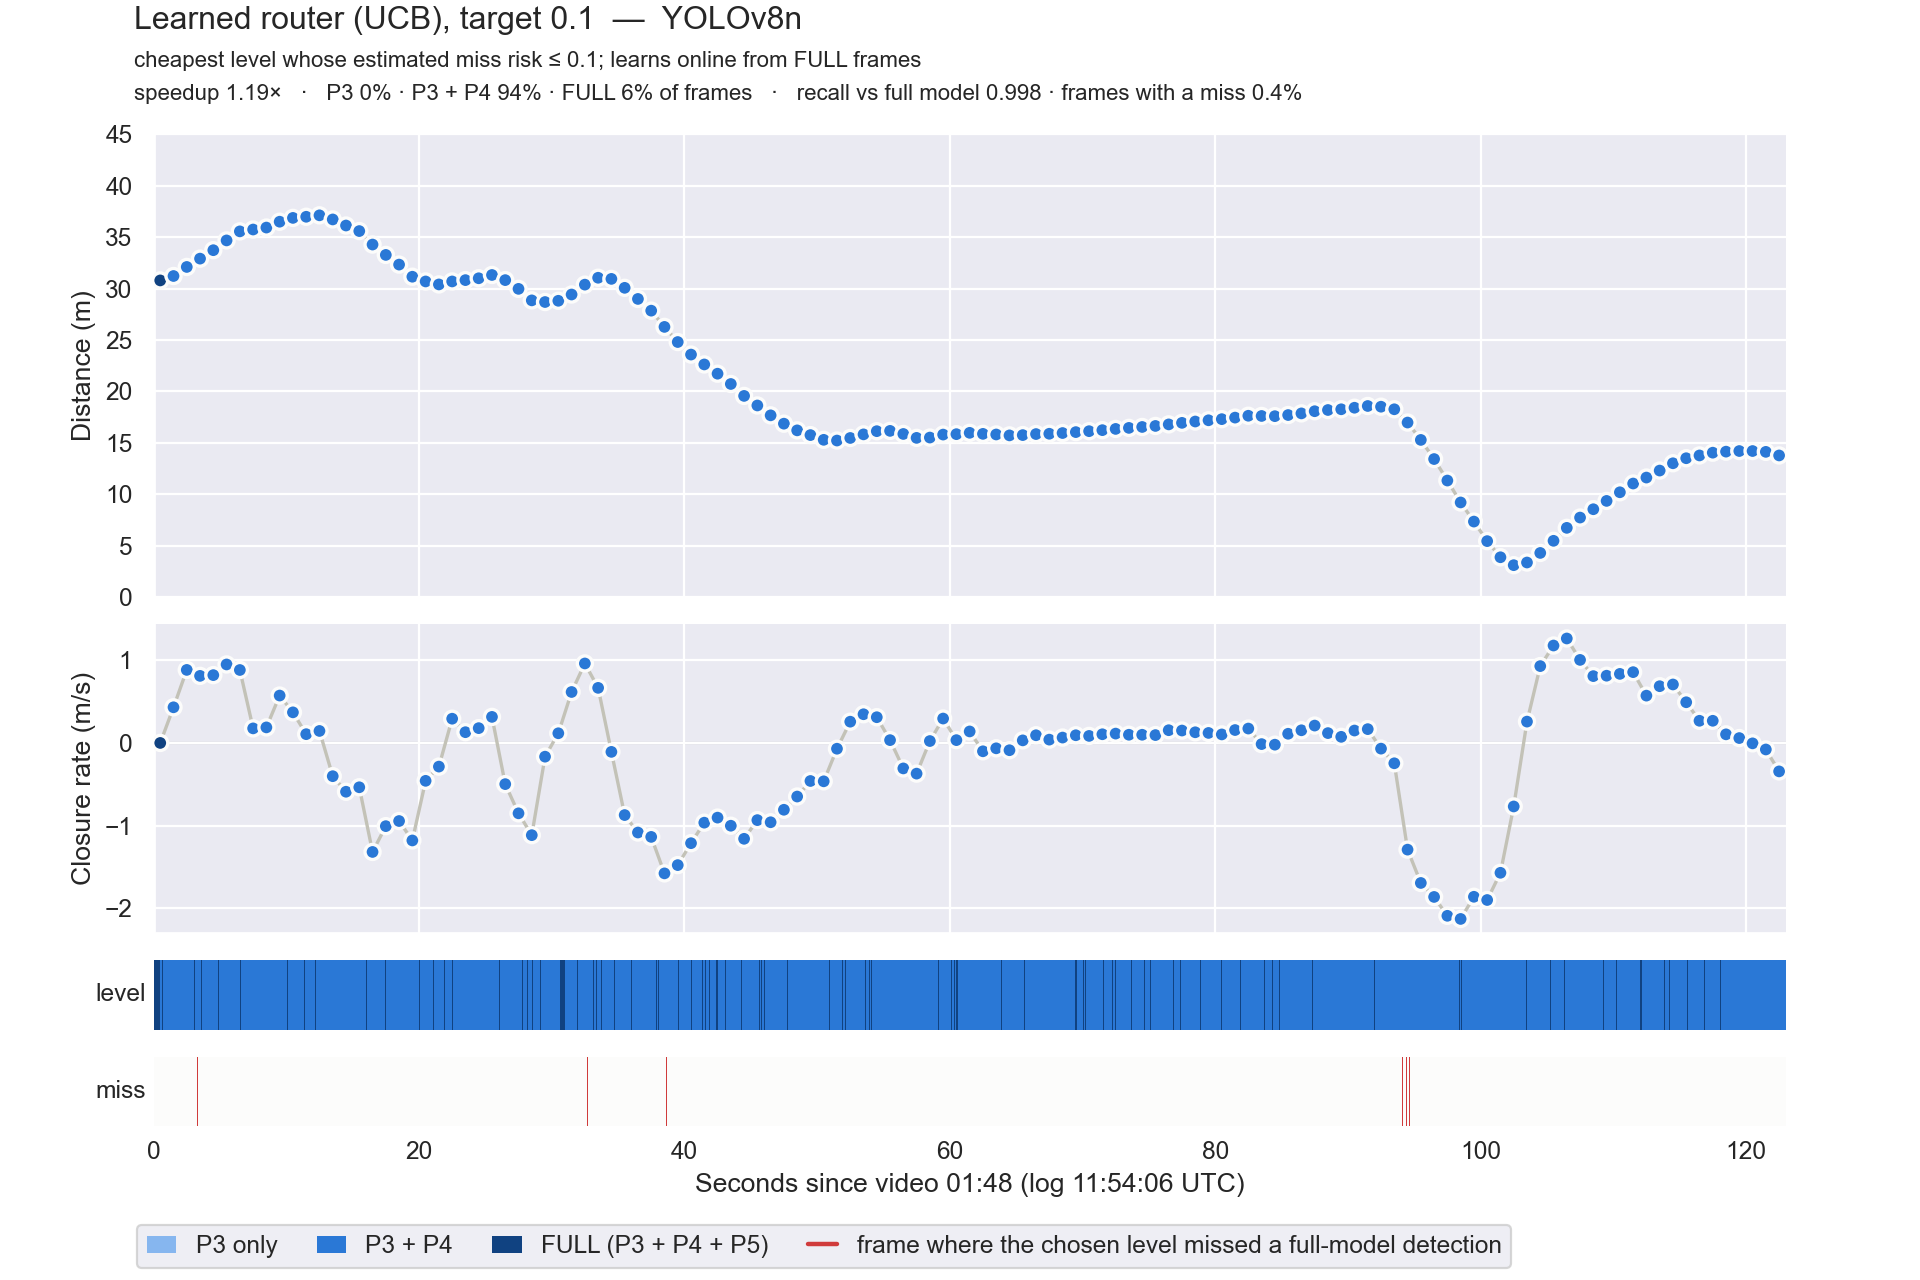 Learned router (UCB), target 0.1 — YOLOv8n
cheapest level whose estimated miss risk ≤ 0.1; learns online from FULL frames
speedup 1.19× · P3 0% · P3 + P4 94% · FULL 6% of frames · recall vs full model 0.998 · frames with a miss 0.4%
45
40
35
30
25
20
15
10
5
0
Distance (m)
1
0
−1
−2
Closure rate (m/s)
level
miss
0 20 40 60 80 100 120
Seconds since video 01:48 (log 11:54:06 UTC)
P3 only P3 + P4 FULL (P3 + P4 + P5) frame where the chosen level missed a full-model detection